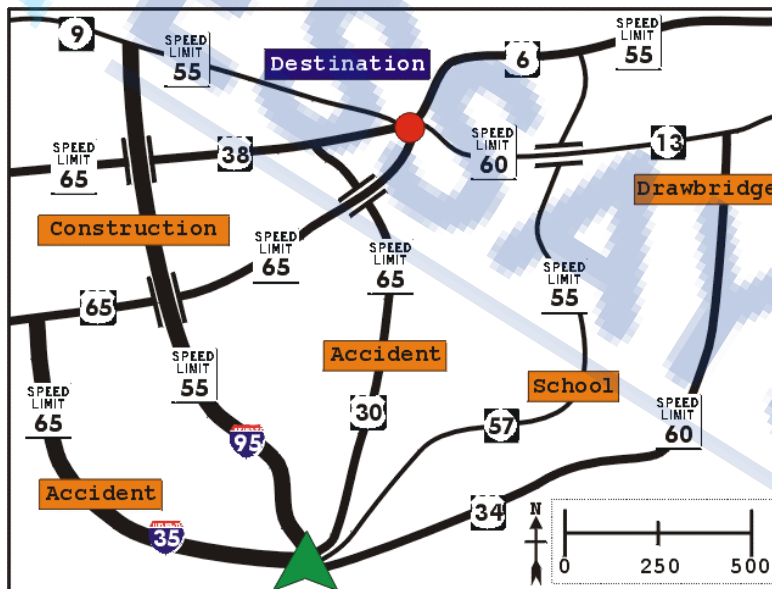 9
SPEED
LIMIT
55
Destination
6
SPEED
LIMIT
55
SPEED
LIMIT
65
38
SPEED
LIMIT
60
13
Drawbridge
Construction
SPEED
LIMIT
65
SPEED
LIMIT
65
SPEED
LIMIT
55
65
Accident
SPEED
LIMIT
55
School
SPEED
LIMIT
65
30
57
SPEED
LIMIT
60
95
Accident
35
34
N
0 250 500